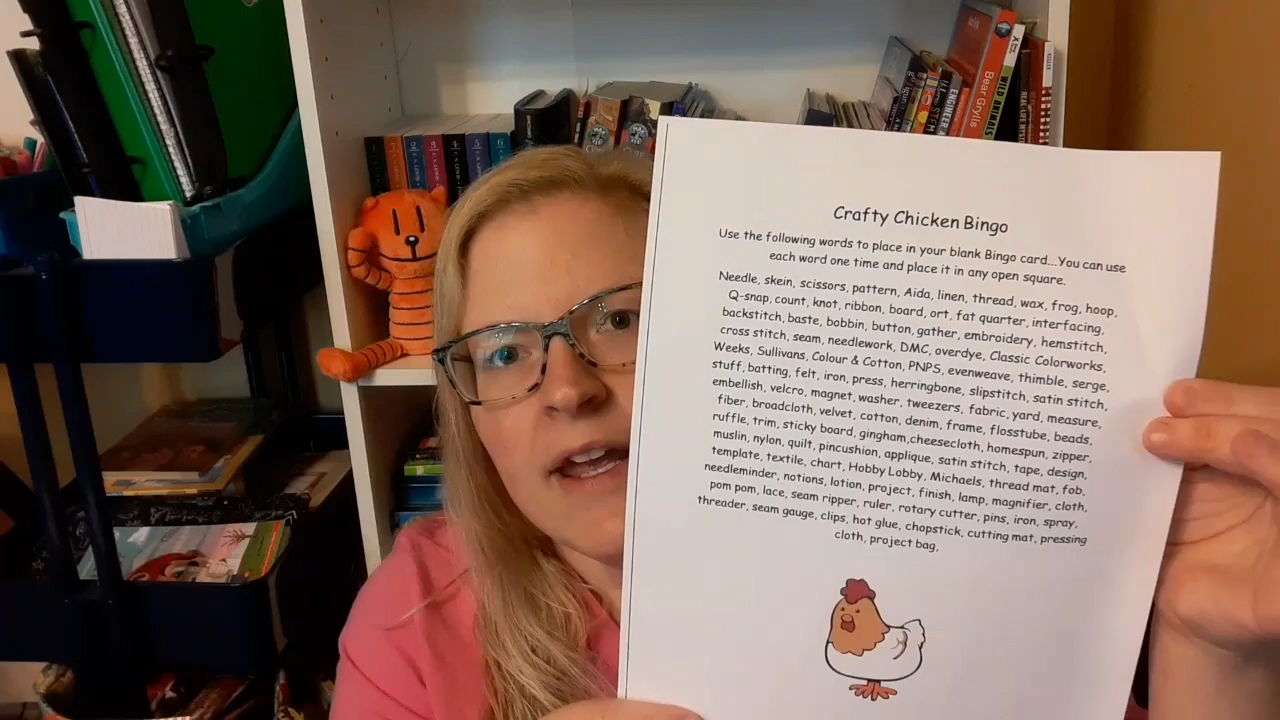 Bear Grylls
WILD ANIMALS
ENGINEER
Crafty Chicken Bingo
Use the following words to place in your blank Bingo card...You can use
each word one time and place it in any open square.
Needle, skein, scissors, pattern, Aida, linen, thread, wax, frog, hoop,
Q-snap, count, knot, ribbon, board, ort, fat quarter, interfacing,
backstitch, baste, bobbin, button, gather, embroidery, hemstitch,
cross stitch, seam, needlework, DMC, overdye, Classic Colorworks,
Weeks, Sullivans, Colour & Cotton, PNPS, evenweave, thimble, serge,
stuff, batting, felt, iron, press, herringbone, slipstitch, satin stitch,
embellish, velcro, magnet, washer, tweezers, fabric, yard, measure,
fiber, broadcloth, velvet, cotton, denim, frame, flosstube, beads,
ruffle, trim, sticky board, gingham,cheesecloth, homespun, zipper,
muslin, nylon, quilt, pincushion, applique, satin stitch, tape, design,
template, textile, chart, Hobby Lobby, Michaels, thread mat, fob.
needleminder, notions, lotion, project, finish, lamp, magnifier, cloth,
pom pom, lace, seam ripper, ruler, rotary cutter, pins, iron, spray.
threader, seam gauge, clips, hot glue, chopstick, cutting mat, pressing
cloth, project bag,